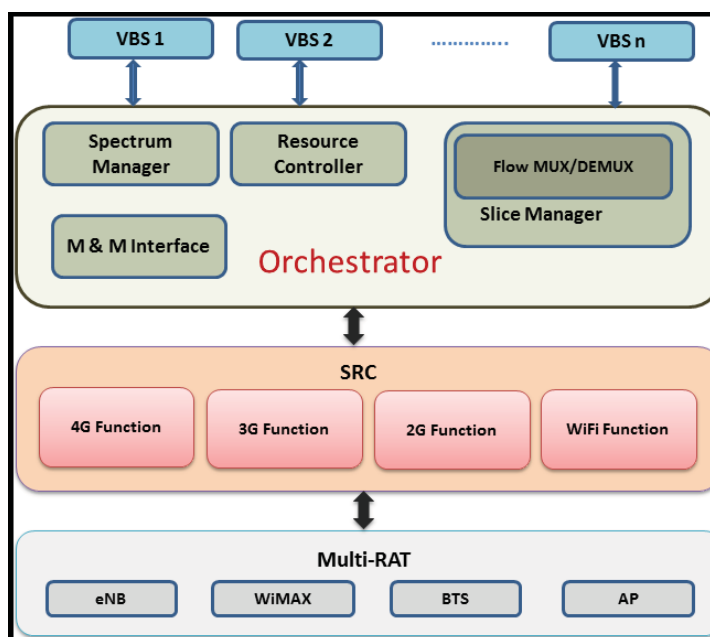 VBS 1
VBS 2
..............
VBS n
Spectrum
Manager
Resource
Controller
Flow MUX/DEMUX
Slice Manager
M & M Interface
Orchestrator
SRC
4G Function
3G Function
2G Function
WiFi Function
Multi-RAT
eNB
WiMAX
BTS
AP